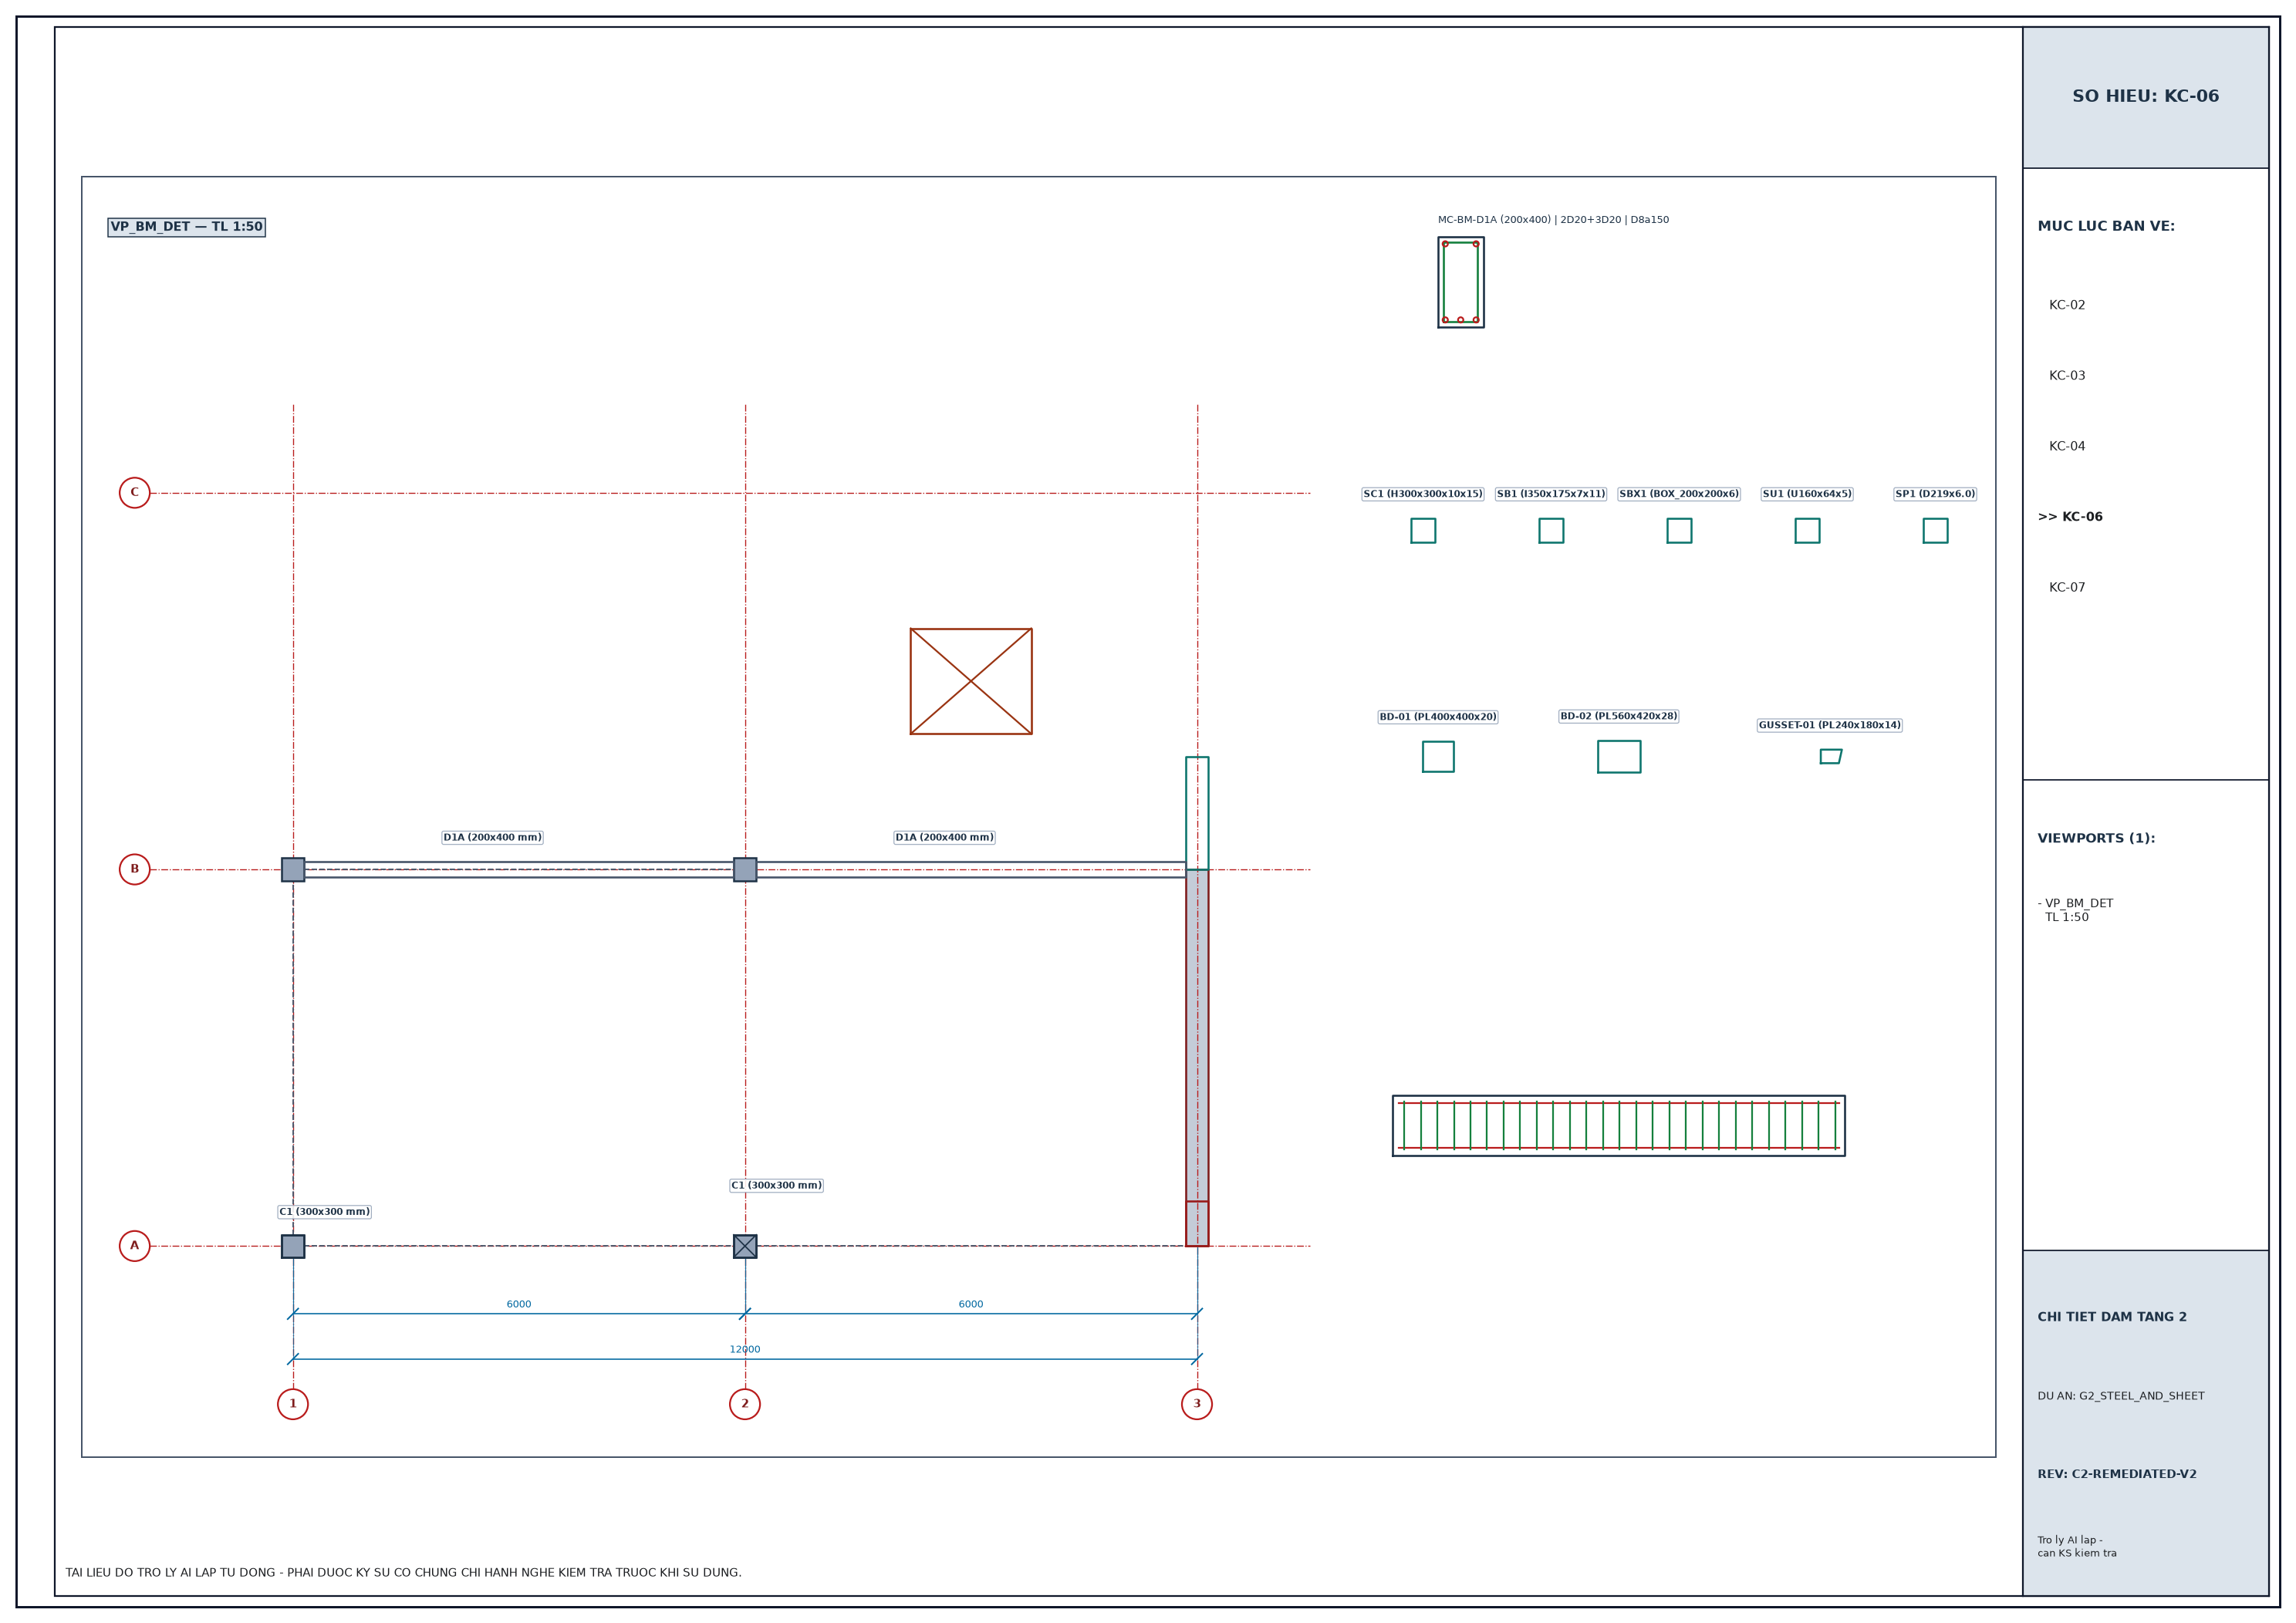 SO HIEU: KC-06
MUC LUC BAN VE:
KC-02
KC-03
KC-04
>> KC-06
KC-07
VIEWPORTS (1):
- VP_BM_DET
TL 1:50
CHI TIET DAM TANG 2
DU AN: G2_STEEL_AND_SHEET
REV: C2-REMEDIATED-V2
Tro ly AI lap -
can KS kiem tra
VP_BM_DET — TL 1:50
MC-BM-D1A (200x400) | 2D20+3D20 | D8a150
C
SC1 (H300x300x10x15)
SB1 (I350x175x7x11)
SBX1 (BOX_200x200x6)
SU1 (U160x64x5)
SP1 (D219x6.0)
BD-01 (PL400x400x20)
BD-02 (PL560x420x28)
GUSSET-01 (PL240x180x14)
D1A (200x400 mm)
D1A (200x400 mm)
B
C1 (300x300 mm)
C1 (300x300 mm)
A
6000
6000
12000
1
2
3
TAI LIEU DO TRO LY AI LAP TU DONG - PHAI DUOC KY SU CO CHUNG CHI HANH NGHE KIEM TRA TRUOC KHI SU DUNG.